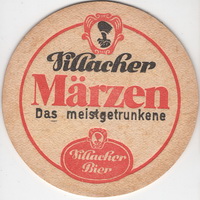 Villacher
Märzen
Das meistgetrunkene
Villacher
Bier